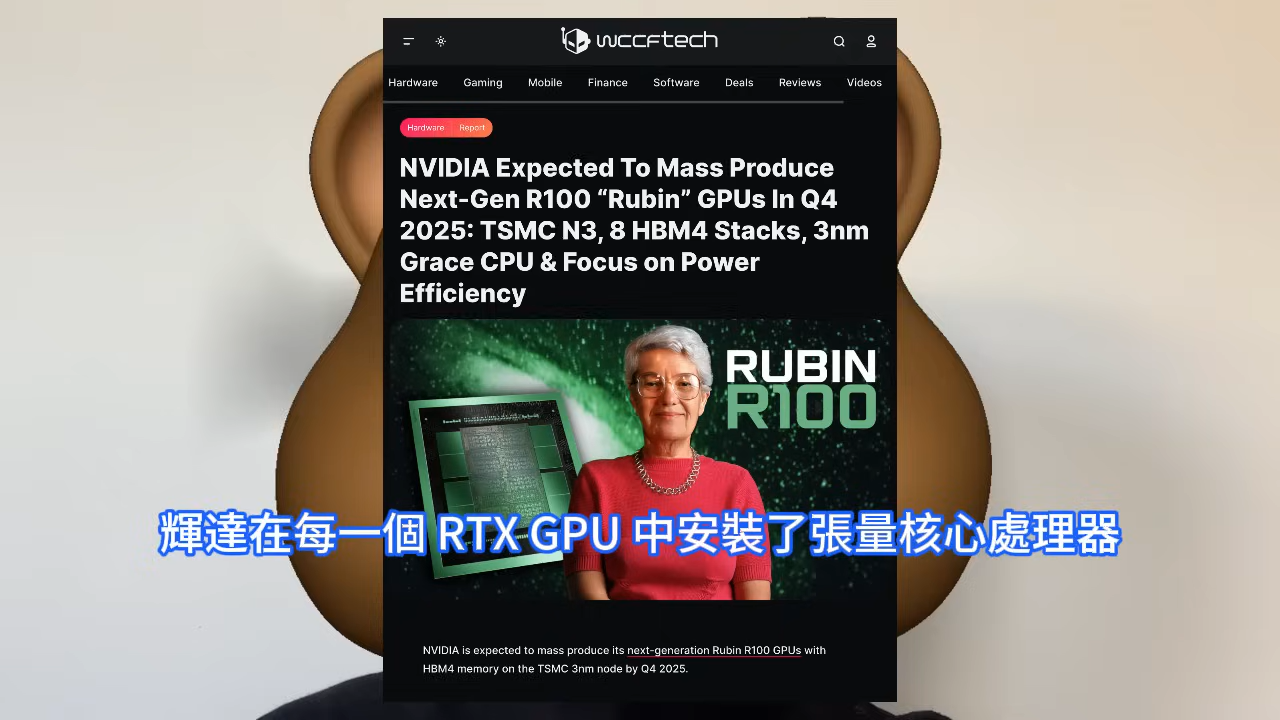 wccftech
Hardware Gaming Mobile Finance Software Deals Reviews Videos
Hardware Report
NVIDIA Expected To Mass Produce
Next-Gen R100 “Rubin” GPUs In Q4
2025: TSMC N3, 8 HBM4 Stacks, 3nm
Grace CPU & Focus on Power
Efficiency
RUBIN
R100
輝達在每一個 RTX GPU 中安裝了張量核心處理器
NVIDIA is expected to mass produce its next-generation Rubin R100 GPUs with
HBM4 memory on the TSMC 3nm node by Q4 2025.